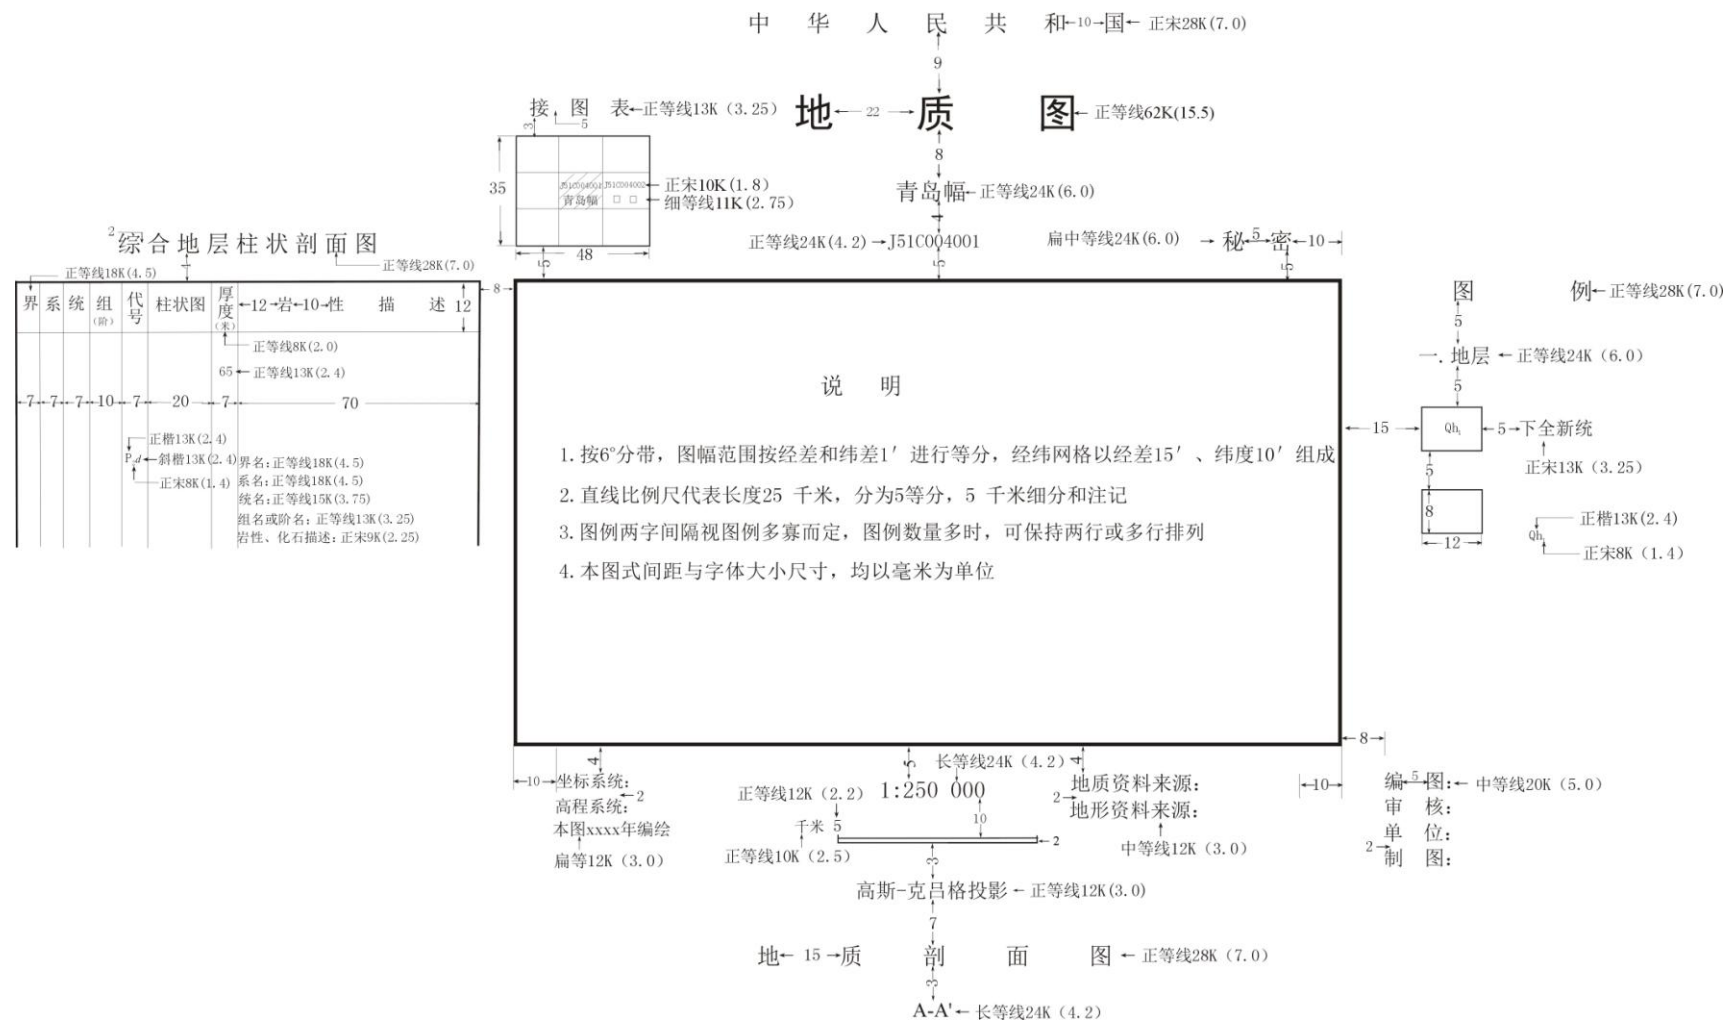 中 华 人 民 共 和←10→国← 正宋28K(7.0)
9
接 图 表←正等线13K（3.25）
3
5
地 ←22→ 质 图← 正等线62K(15.5)
8
35
J51C004001 J51C004002 ←正宋10K(1.8)
青岛幅 □ □ ←细等线11K(2.75)
48
5
青岛幅← 正等线24K(6.0)
4
正等线24K(4.2)→J51C004001
5
扁中等线24K(6.0) → 秘 5 密←10→
5
2
综合地层柱状剖面图
4
正等线28K(7.0)
正等线18K(4.5)
←8→
界 系 统 组 代号 柱状图 厚度 ←12→岩←10→性 描 述 12
（阶） （米）
正等线8K(2.0)
65 ←正等线13K(2.4)
7 7 7 10 7 20 7 70
正楷13K(2.4)
P d ←斜楷13K(2.4)
正宋8K(1.4)
界名:正等线18K(4.5)
系名:正等线18K(4.5)
统名:正等线15K(3.75)
组名或阶名:正等线13K(3.25)
岩性、化石描述:正宋9K(2.25)
说 明
1.按6°分带，图幅范围按经差和纬差1′进行等分，经纬网格以经差15′、纬度10′组成
2.直线比例尺代表长度25 千米，分为5等分，5 千米细分和注记
3.图例两字间隔视图例多寡而定，图例数量多时，可保持两行或多行排列
4.本图式间距与字体大小尺寸，均以毫米为单位
图 例← 正等线28K(7.0)
5
一. 地层 ← 正等线24K（6.0）
5
←15→ Qh₁ ←5→下全新统
正宋13K（3.25）
5
8
12
正楷13K(2.4)
Qh
正宋8K（1.4）
←8→
←10→
4
坐标系统:
←2
高程系统:
本图xxxx年编绘
扁等12K（3.0）
5
长等线24K（4.2）
1:250 000
正等线12K（2.2）
千米 5
10
←2
正等线10K（2.5）
3
高斯-克吕格投影←正等线12K(3.0)
7
地←15→质 剖 面 图← 正等线28K（7.0）
3
A-A'← 长等线24K（4.2）
4
地质资料来源:
2→
地形资料来源:
中等线12K（3.0）
←10→
编 5 图:← 中等线20K（5.0）
审 核:
单 位:
2→
制 图: